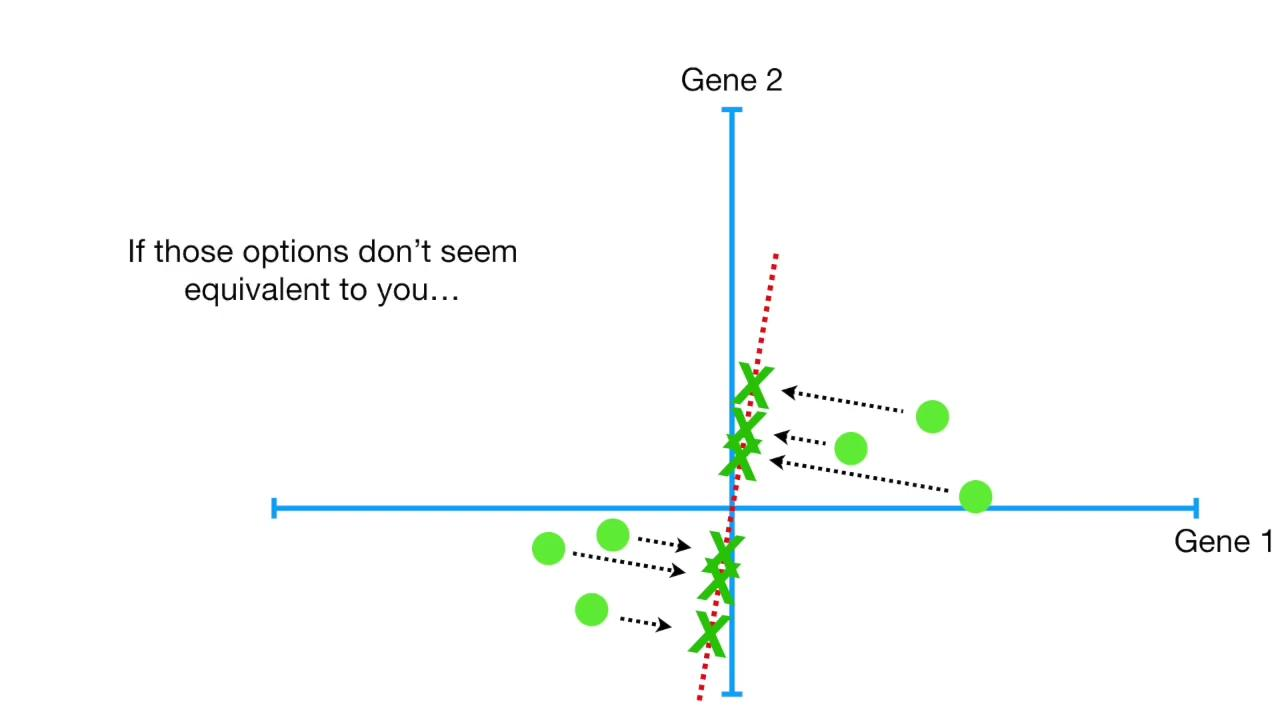 Gene 2
If those options don’t seem
equivalent to you…
Gene 1